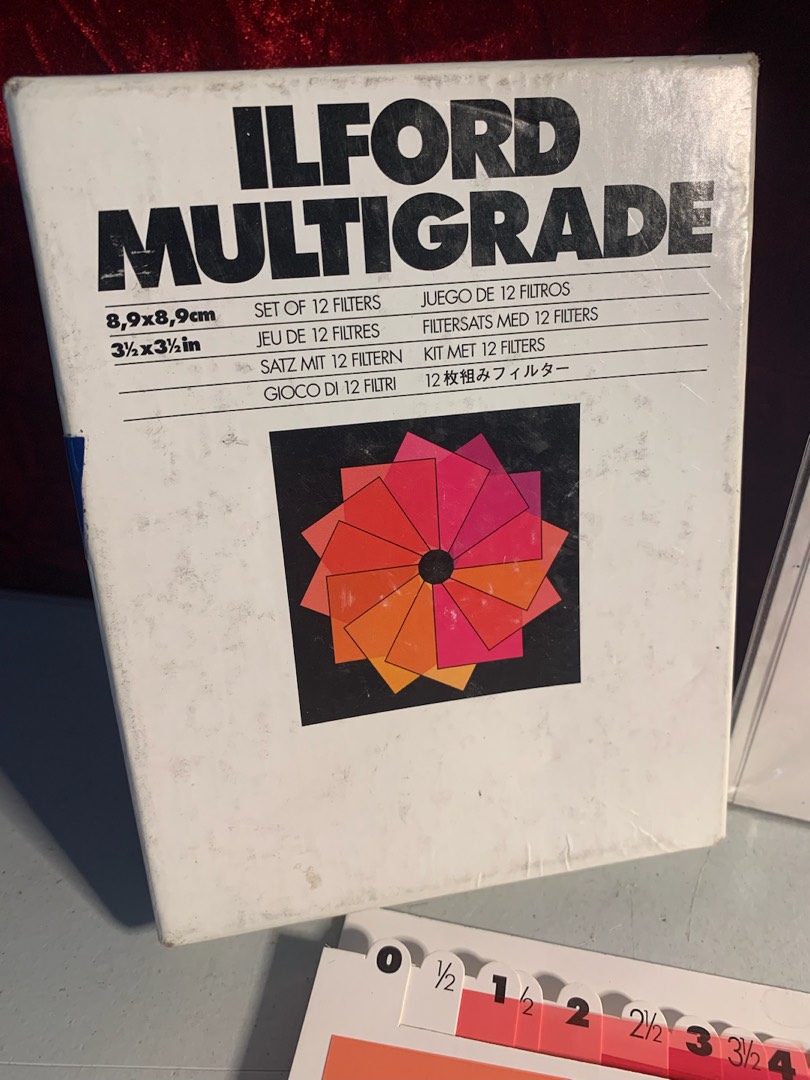 ILFORD
MULTIGRADE
8,9x8,9cm SET OF 12 FILTERS JUEGO DE 12 FILTROS
3½x3½in JEU DE 12 FILTRES FILTERSATS MED 12 FILTERS
SATZ MIT 12 FILTERN KIT MET 12 FILTERS
GIOCO DI 12 FILTRI 12枚組みフィルター
0 ½ 1 ½ 2 2½ 3 3½ 4